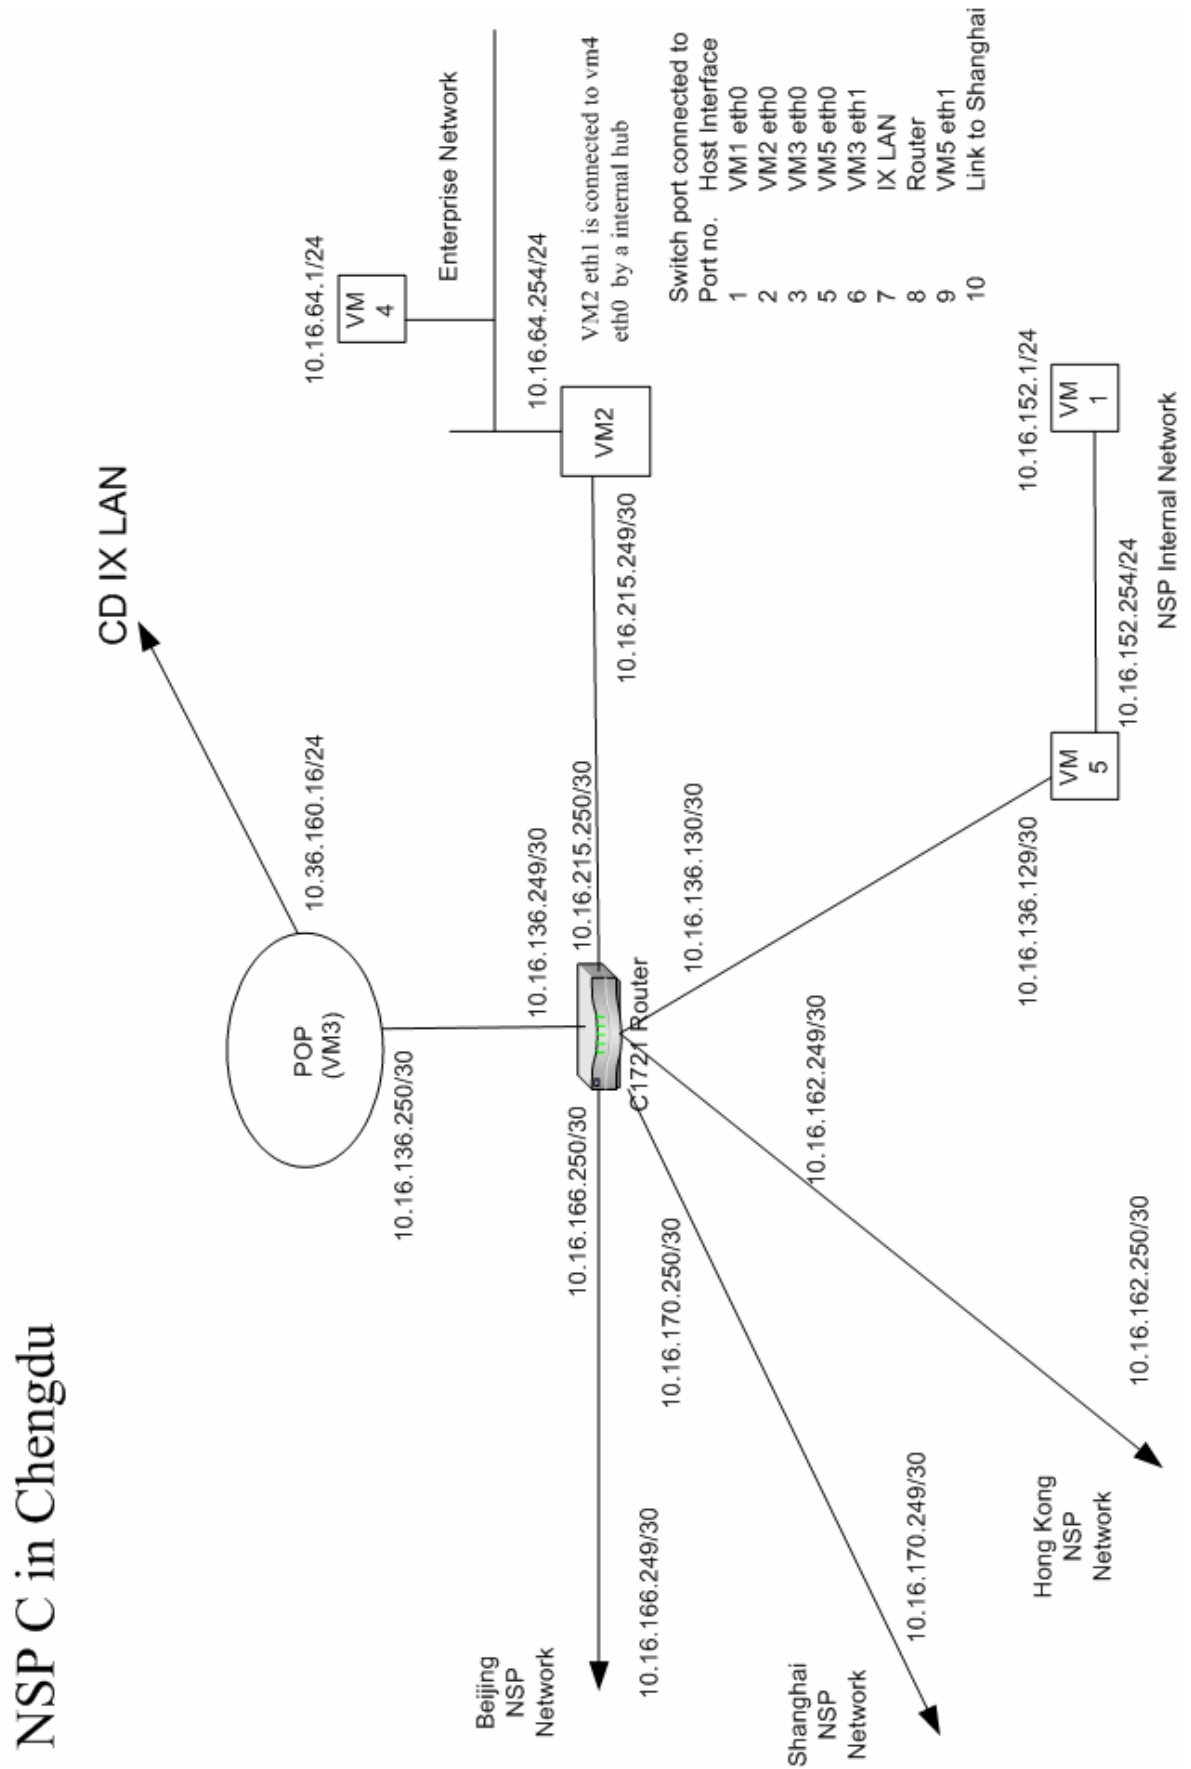 NSP C in Chengdu
CD IX LAN
10.36.160.16/24
POP
(VM3)
10.16.136.250/30
10.16.136.249/30
10.16.64.1/24
VM
4
Enterprise Network
10.16.64.254/24
VM2
VM2 eth1 is connected to vm4
eth0 by a internal hub
10.16.215.249/30
10.16.215.250/30
C1721 Router
10.16.166.250/30
Beijing
NSP
Network
10.16.166.249/30
10.16.170.250/30
Shanghai
NSP
Network
10.16.170.249/30
10.16.162.249/30
Hong Kong
NSP
Network
10.16.162.250/30
10.16.136.130/30
10.16.136.129/30
VM
5
10.16.152.254/24
10.16.152.1/24
VM
1
NSP Internal Network
Switch port connected to
Port no. Host Interface
1 VM1 eth0
2 VM2 eth0
3 VM3 eth0
5 VM5 eth0
6 VM3 eth1
7 IX LAN
8 Router
9 VM5 eth1
10 Link to Shanghai